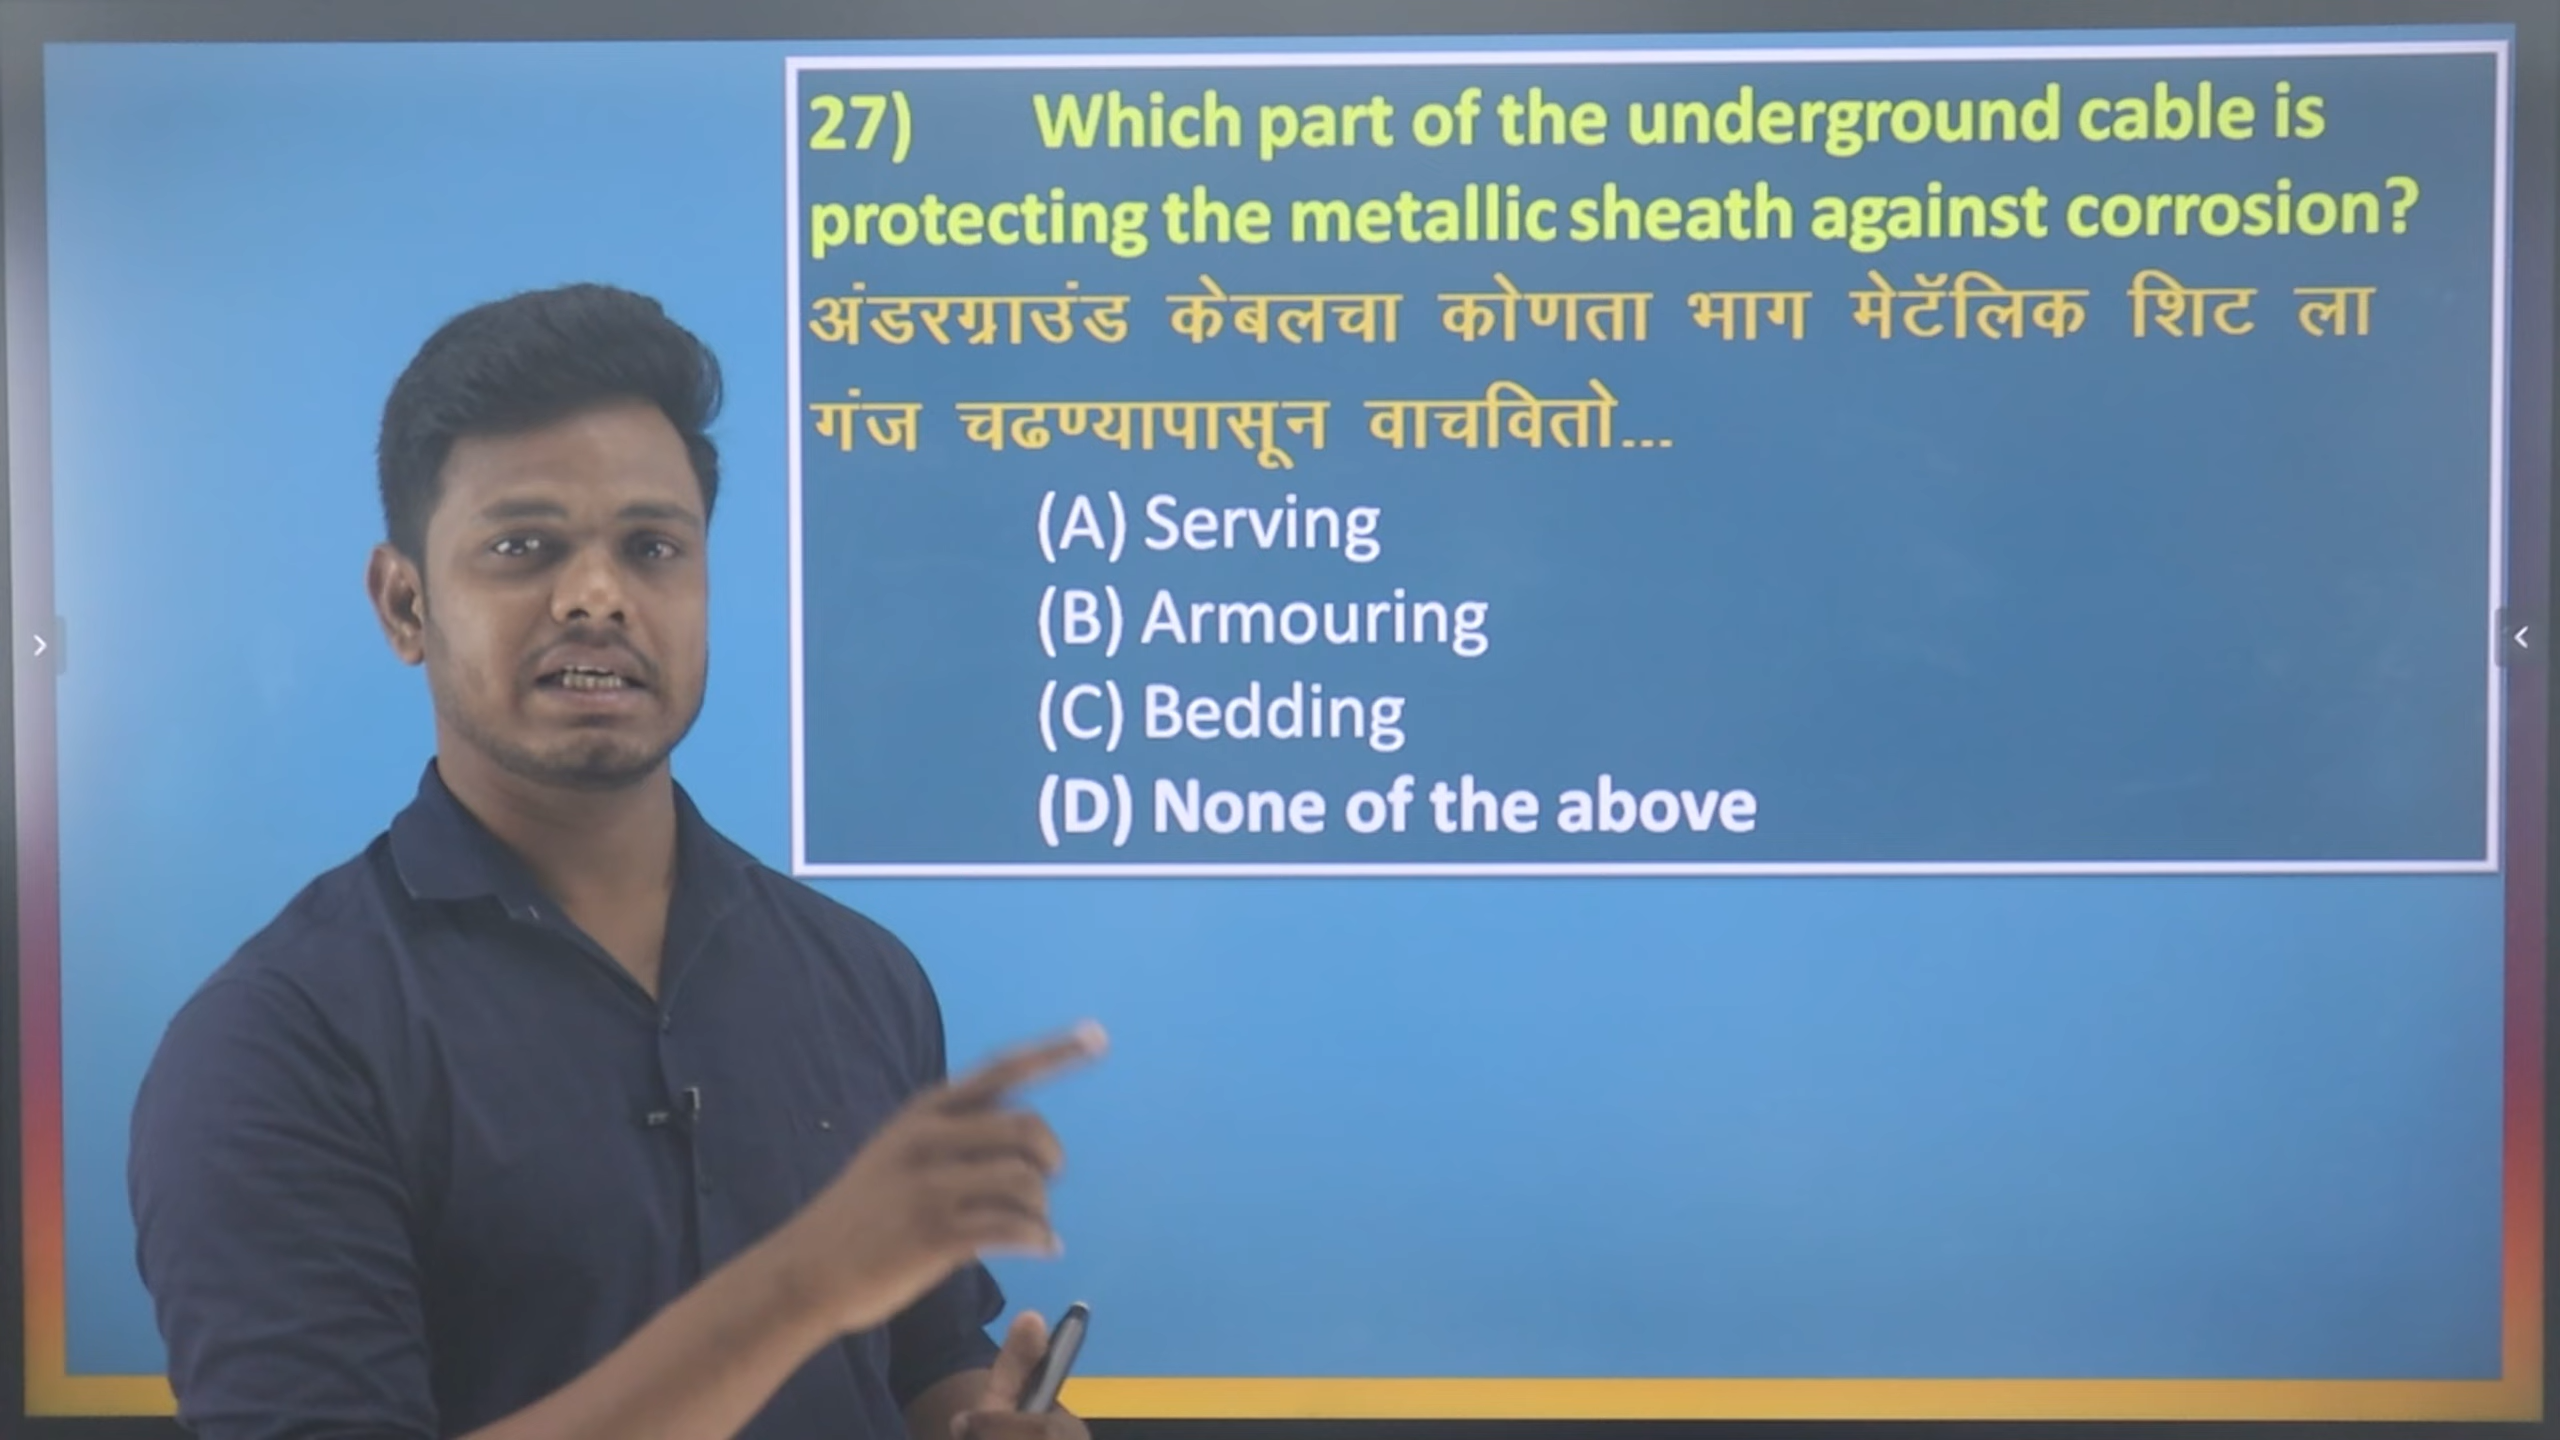 27) Which part of the underground cable is
protecting the metallic sheath against corrosion?
अंडरग्राउंड केबलचा कोणता भाग मेटॅलिक शिट ला
गंज चढण्यापासून वाचवितो...
(A) Serving
(B) Armouring
(C) Bedding
(D) None of the above